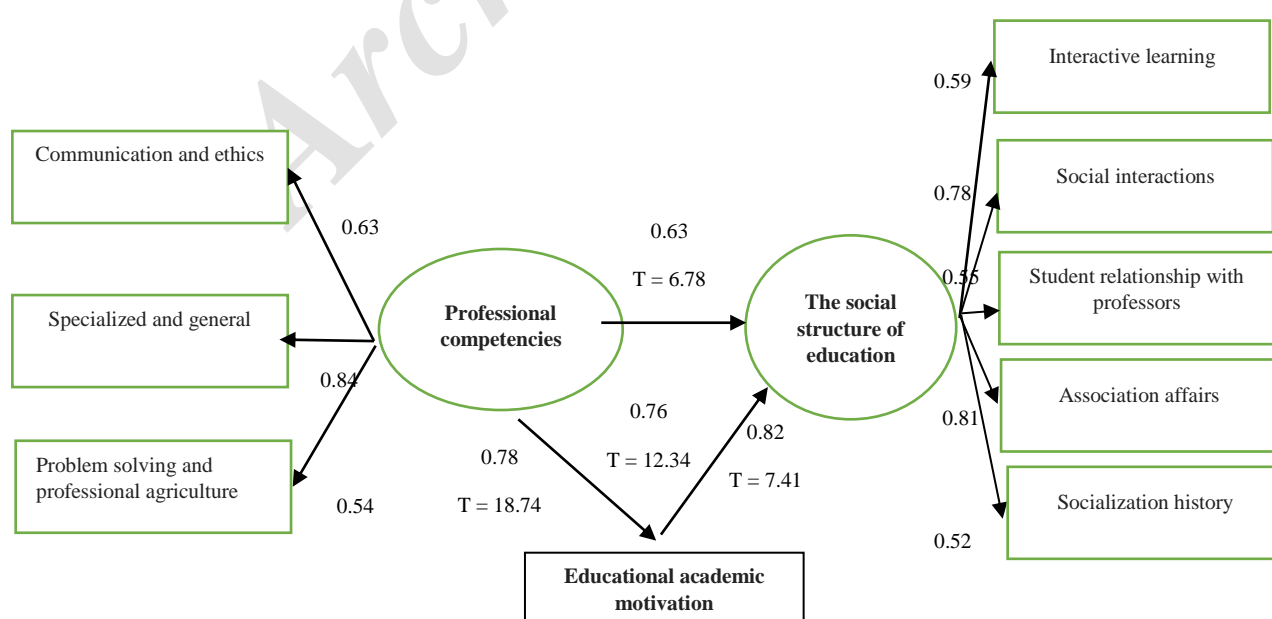 Arc
Interactive learning
0.59
Communication and ethics
Social interactions
0.78
0.63
0.63
T = 6.78
0.55
Student relationship with
professors
Professional
competencies
The social
structure of
education
Specialized and general
0.84
Association affairs
0.81
0.76
T = 12.34
0.82
T = 7.41
0.78
T = 18.74
Problem solving and
professional agriculture
0.54
Socialization history
0.52
Educational academic
motivation